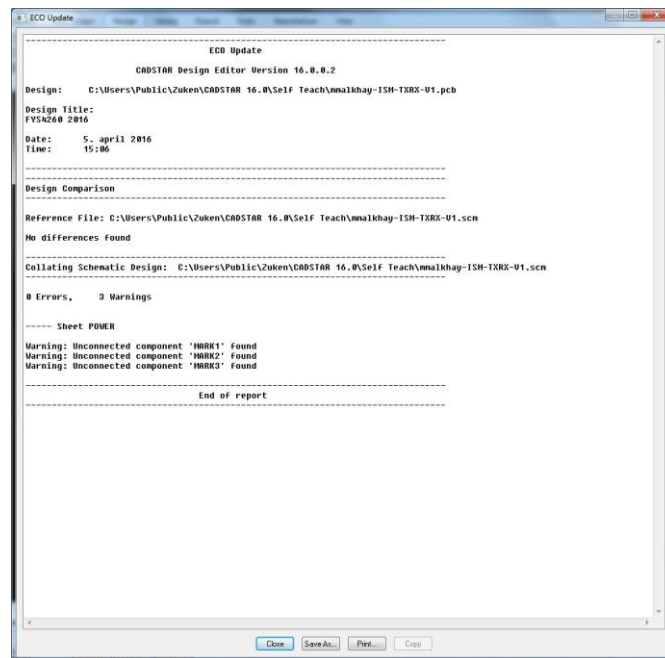 ECO Update
ECO Update
CADSTAR Design Editor Version 16.0.0.2
Design: C:\Users\Public\Zuken\CADSTAR 16.0\Self Teach\mmalkhay-ISM-TXRX-V1.pcb
Design Title:
FYS4260 2016
Date: 5. april 2016
Time: 15:06
Design Comparison
Reference File: C:\Users\Public\Zuken\CADSTAR 16.0\Self Teach\mmalkhay-ISM-TXRX-V1.scm
No differences found
Collating Schematic Design: C:\Users\Public\Zuken\CADSTAR 16.0\Self Teach\mmalkhay-ISM-TXRX-V1.scm
0 Errors, 3 Warnings
----- Sheet POWER
Warning: Unconnected component 'MARK1' found
Warning: Unconnected component 'MARK2' found
Warning: Unconnected component 'MARK3' found
End of report
Close Save As... Print... Copy